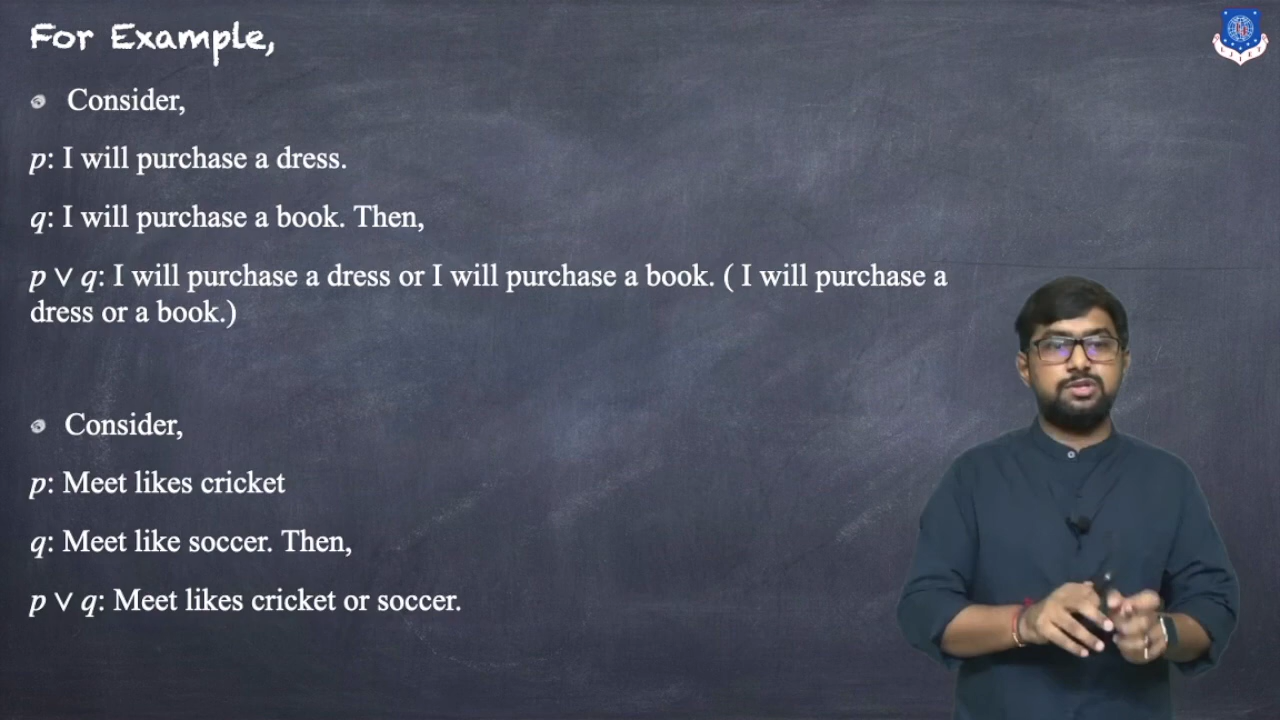 For Example,
Consider,
p: I will purchase a dress.
q: I will purchase a book. Then,
p ∨ q: I will purchase a dress or I will purchase a book. ( I will purchase a
dress or a book.)
Consider,
p: Meet likes cricket
q: Meet like soccer. Then,
p ∨ q: Meet likes cricket or soccer.